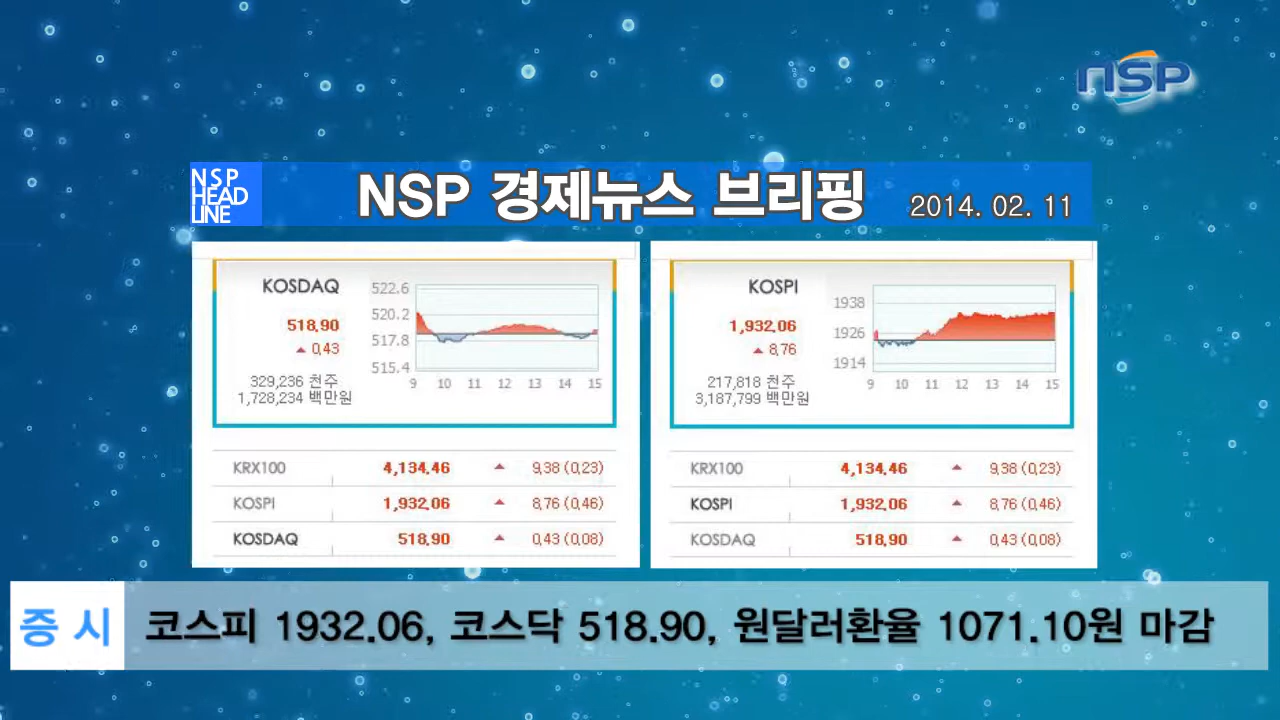 NSP
NSP
HEAD
LINE
NSP 경제뉴스 브리핑 2014. 02. 11
KOSDAQ
518.90
▲ 0.43
329,236 천주
1,728,234 백만원
522.6
520.2
517.8
515.4
9 10 11 12 13 14 15
KRX100 4,134.46 ▲ 9.38 (0.23)
KOSPI 1,932.06 ▲ 8.76 (0.46)
KOSDAQ 518.90 ▲ 0.43 (0.08)
KOSPI
1,932.06
▲ 8.76
217,818 천주
3,187,799 백만원
1938
1926
1914
9 10 11 12 13 14 15
KRX100 4,134.46 ▲ 9.38 (0.23)
KOSPI 1,932.06 ▲ 8.76 (0.46)
KOSDAQ 518.90 ▲ 0.43 (0.08)
증 시 코스피 1932.06, 코스닥 518.90, 원달러환율 1071.10원 마감